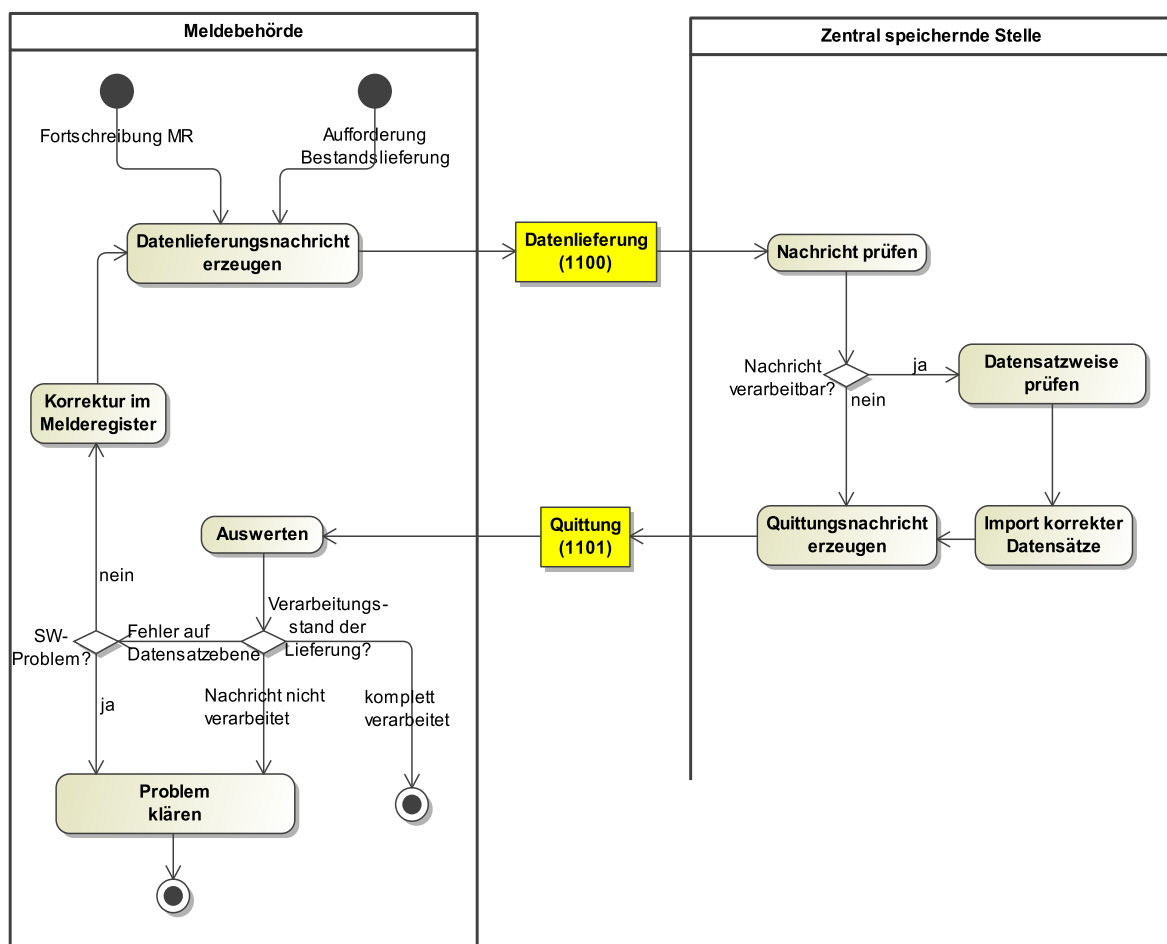 Meldebehörde
Zentral speichernde Stelle
Fortschreibung MR
Aufforderung
Bestandslieferung
Datenlieferungsnachricht
erzeugen
Datenlieferung
(1100)
Nachricht prüfen
Nachricht
verarbeitbar?
ja
nein
Datensatzweise
prüfen
Korrektur im
Melderegister
Auswerten
Quittung
(1101)
Quittungsnachricht
erzeugen
Import korrekter
Datensätze
nein
Verarbeitungs-
stand der
Lieferung?
SW-
Problem?
Fehler auf
Datensatzebene
ja
Nachricht nicht
verarbeitet
komplett
verarbeitet
Problem
klären